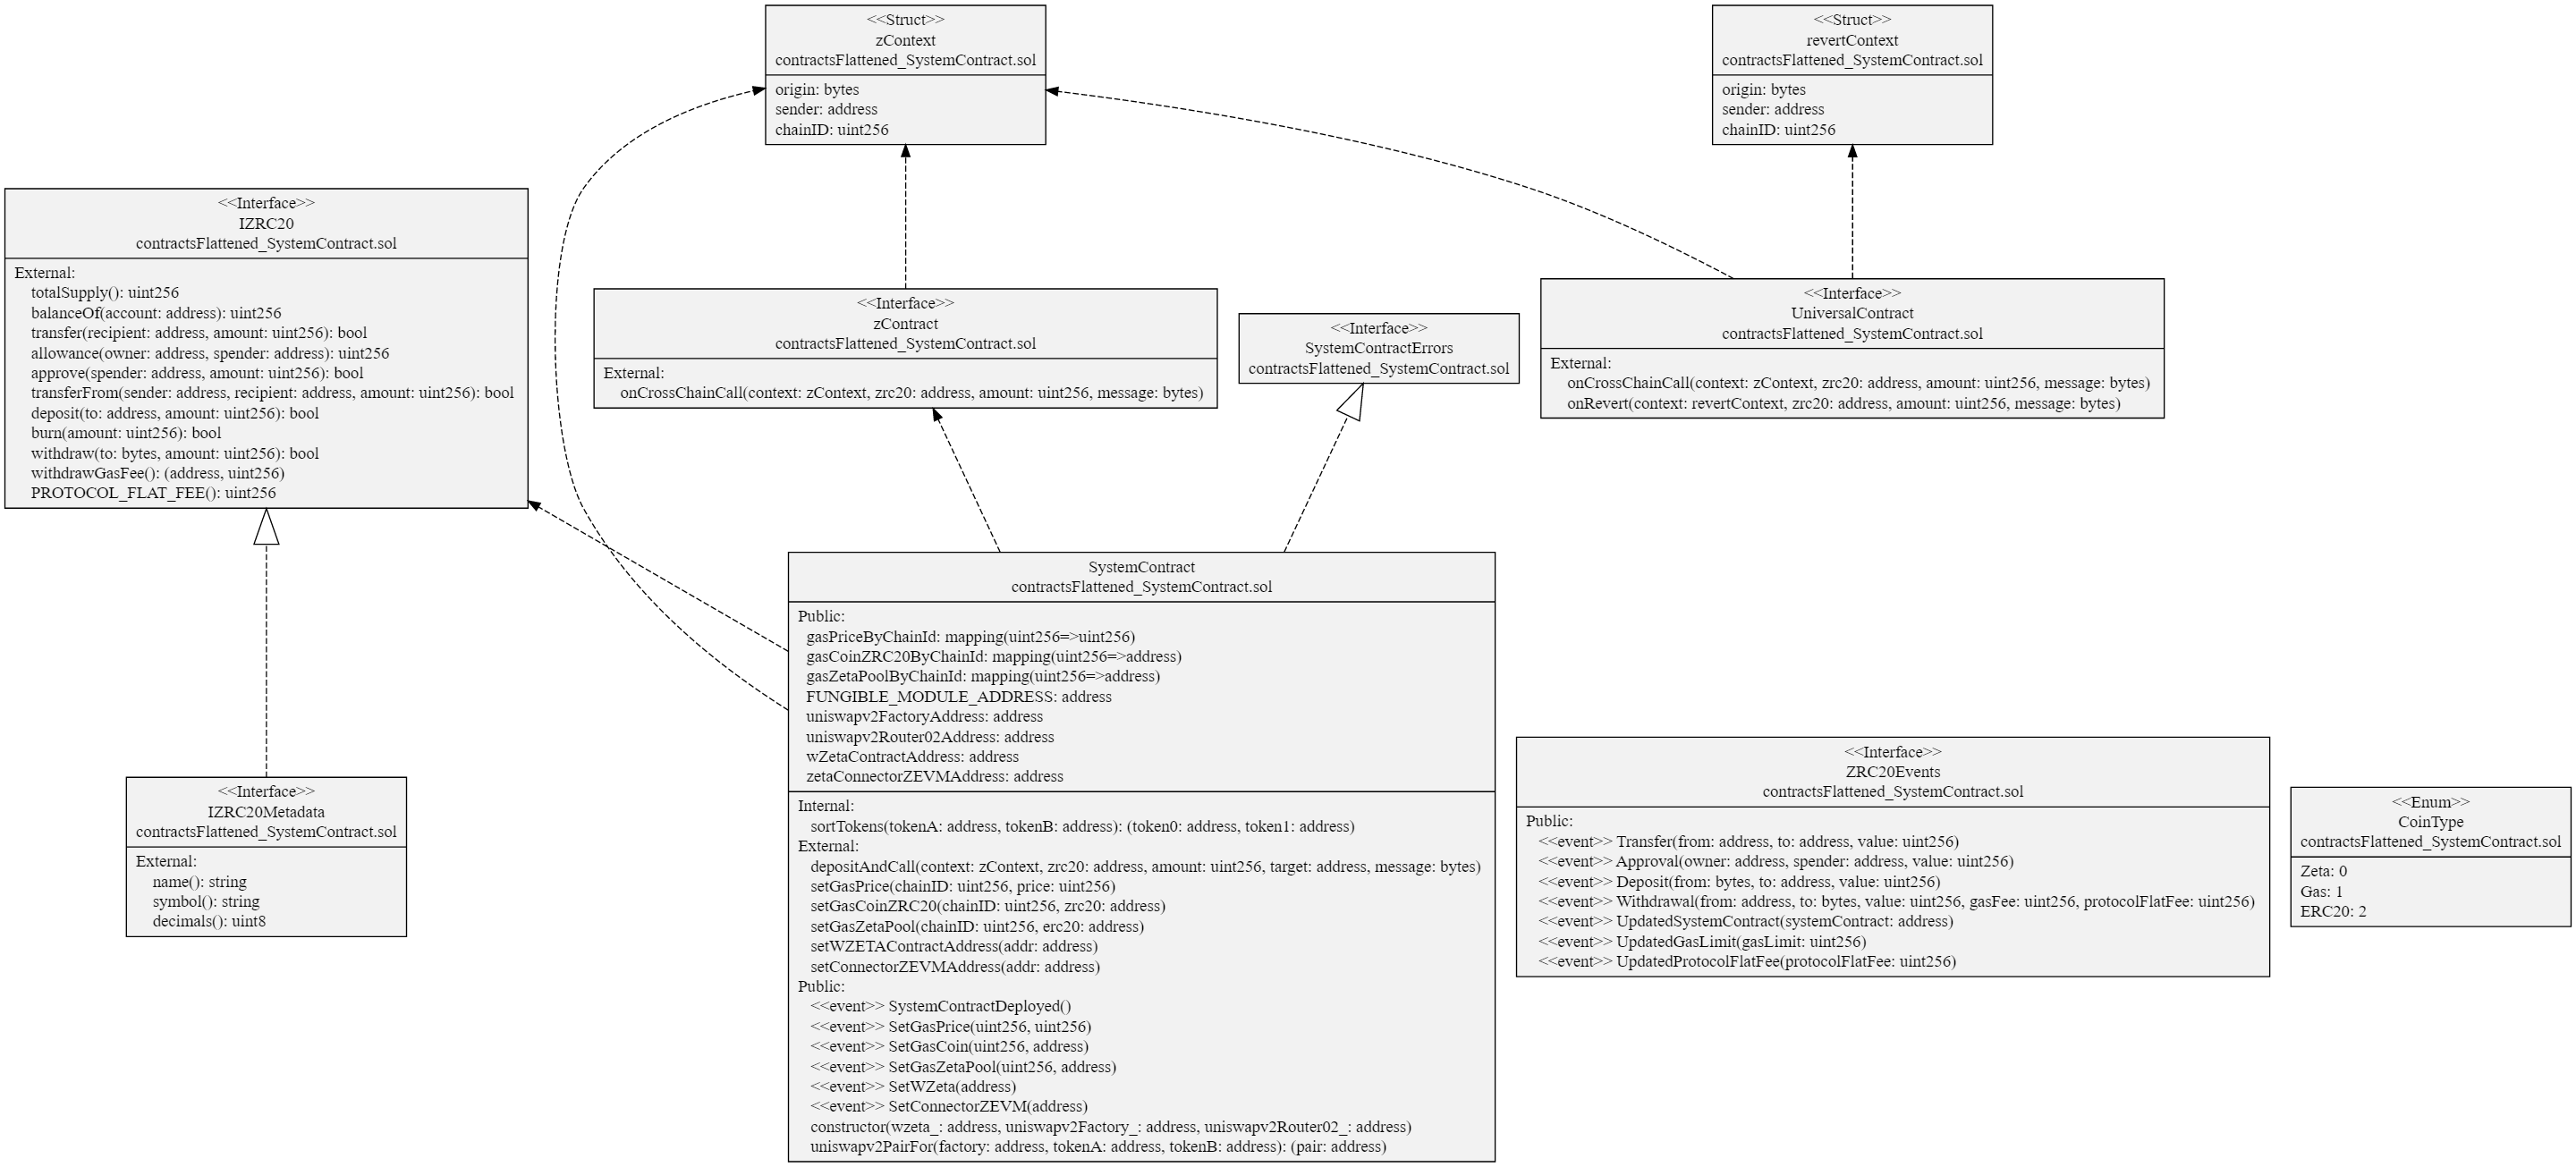 <<Struct>>
zContext
contractsFlattened_SystemContract.sol
origin: bytes
sender: address
chainID: uint256
<<Struct>>
revertContext
contractsFlattened_SystemContract.sol
origin: bytes
sender: address
chainID: uint256
<<Interface>>
IZRC20
contractsFlattened_SystemContract.sol
External:
totalSupply(): uint256
balanceOf(account: address): uint256
transfer(recipient: address, amount: uint256): bool
allowance(owner: address, spender: address): uint256
approve(spender: address, amount: uint256): bool
transferFrom(sender: address, recipient: address, amount: uint256): bool
deposit(to: address, amount: uint256): bool
burn(amount: uint256): bool
withdraw(to: bytes, amount: uint256): bool
withdrawGasFee(): (address, uint256)
PROTOCOL_FLAT_FEE(): uint256
<<Interface>>
zContract
contractsFlattened_SystemContract.sol
External:
onCrossChainCall(context: zContext, zrc20: address, amount: uint256, message: bytes)
<<Interface>>
SystemContractErrors
contractsFlattened_SystemContract.sol
<<Interface>>
UniversalContract
contractsFlattened_SystemContract.sol
External:
onCrossChainCall(context: zContext, zrc20: address, amount: uint256, message: bytes)
onRevert(context: revertContext, zrc20: address, amount: uint256, message: bytes)
<<Interface>>
IZRC20Metadata
contractsFlattened_SystemContract.sol
External:
name(): string
symbol(): string
decimals(): uint8
SystemContract
contractsFlattened_SystemContract.sol
Public:
gasPriceByChainId: mapping(uint256=>uint256)
gasCoinZRC20ByChainId: mapping(uint256=>address)
gasZetaPoolByChainId: mapping(uint256=>address)
FUNGIBLE_MODULE_ADDRESS: address
uniswapv2FactoryAddress: address
uniswapv2Router02Address: address
wZetaContractAddress: address
zetaConnectorZEVMAddress: address
Internal:
sortTokens(tokenA: address, tokenB: address): (token0: address, token1: address)
External:
depositAndCall(context: zContext, zrc20: address, amount: uint256, target: address, message: bytes)
setGasPrice(chainID: uint256, price: uint256)
setGasCoinZRC20(chainID: uint256, zrc20: address)
setGasZetaPool(chainID: uint256, erc20: address)
setWZETAContractAddress(addr: address)
setConnectorZEVMAddress(addr: address)
Public:
<<event>> SystemContractDeployed()
<<event>> SetGasPrice(uint256, uint256)
<<event>> SetGasCoin(uint256, address)
<<event>> SetGasZetaPool(uint256, address)
<<event>> SetWZeta(address)
<<event>> SetConnectorZEVM(address)
constructor(wzeta_: address, uniswapv2Factory_: address, uniswapv2Router02_: address)
uniswapv2PairFor(factory: address, tokenA: address, tokenB: address): (pair: address)
<<Interface>>
ZRC20Events
contractsFlattened_SystemContract.sol
Public:
<<event>> Transfer(from: address, to: address, value: uint256)
<<event>> Approval(owner: address, spender: address, value: uint256)
<<event>> Deposit(from: bytes, to: address, value: uint256)
<<event>> Withdrawal(from: address, to: bytes, value: uint256, gasFee: uint256, protocolFlatFee: uint256)
<<event>> UpdatedSystemContract(systemContract: address)
<<event>> UpdatedGasLimit(gasLimit: uint256)
<<event>> UpdatedProtocolFlatFee(protocolFlatFee: uint256)
<<Enum>>
CoinType
contractsFlattened_SystemContract.sol
Zeta: 0
Gas: 1
ERC20: 2